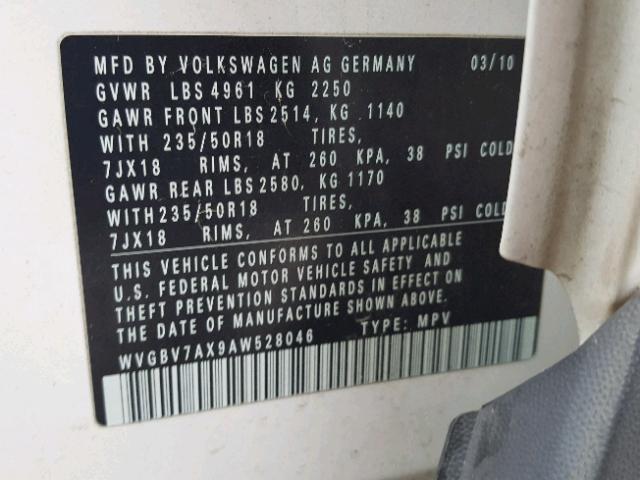 MFD BY VOLKSWAGEN AG GERMANY 03/10
GVWR LBS 4961 KG 2250
GAWR FRONT LBS 2514, KG 1140
WITH 235/50R18 TIRES,
7JX18 RIMS, AT 260 KPA, 38 PSI COLD
GAWR REAR LBS 2580, KG 1170
WITH 235/50R18 TIRES,
7JX18 RIMS, AT 260 KPA, 38 PSI COLD
THIS VEHICLE CONFORMS TO ALL APPLICABLE
U.S. FEDERAL MOTOR VEHICLE SAFETY AND
THEFT PREVENTION STANDARDS IN EFFECT ON
THE DATE OF MANUFACTURE SHOWN ABOVE.
WVGBV7AX9AW528046 TYPE: MPV